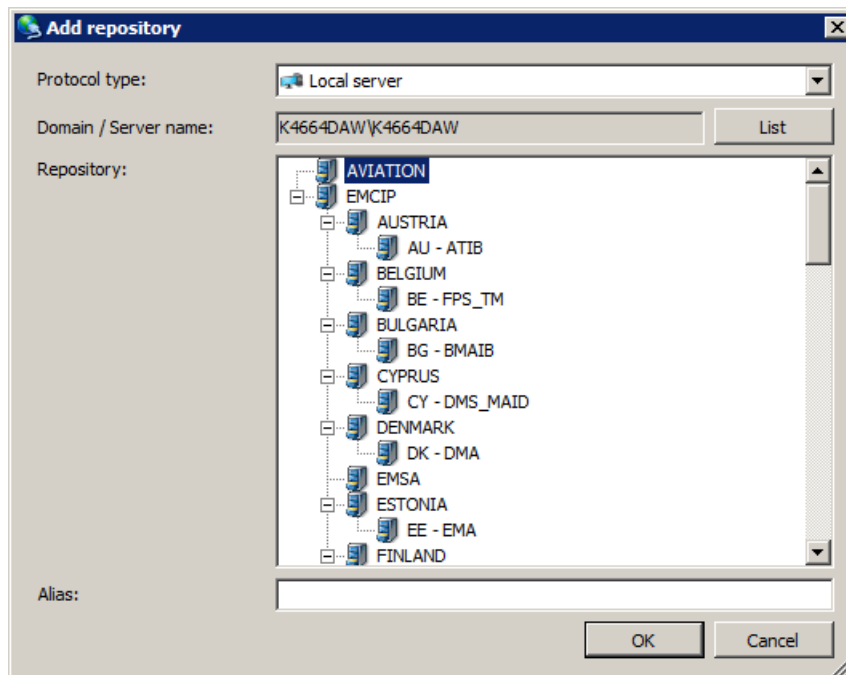 Add repository
Protocol type: Local server
Domain / Server name: K4664DAW\K4664DAW List
Repository: AVIATION
EMCIP
AUSTRIA
AU - ATIB
BELGIUM
BE - FPS_TM
BULGARIA
BG - BMAIB
CYPRUS
CY - DMS_MAID
DENMARK
DK - DMA
EMSA
ESTONIA
EE - EMA
FINLAND
Alias:
OK Cancel